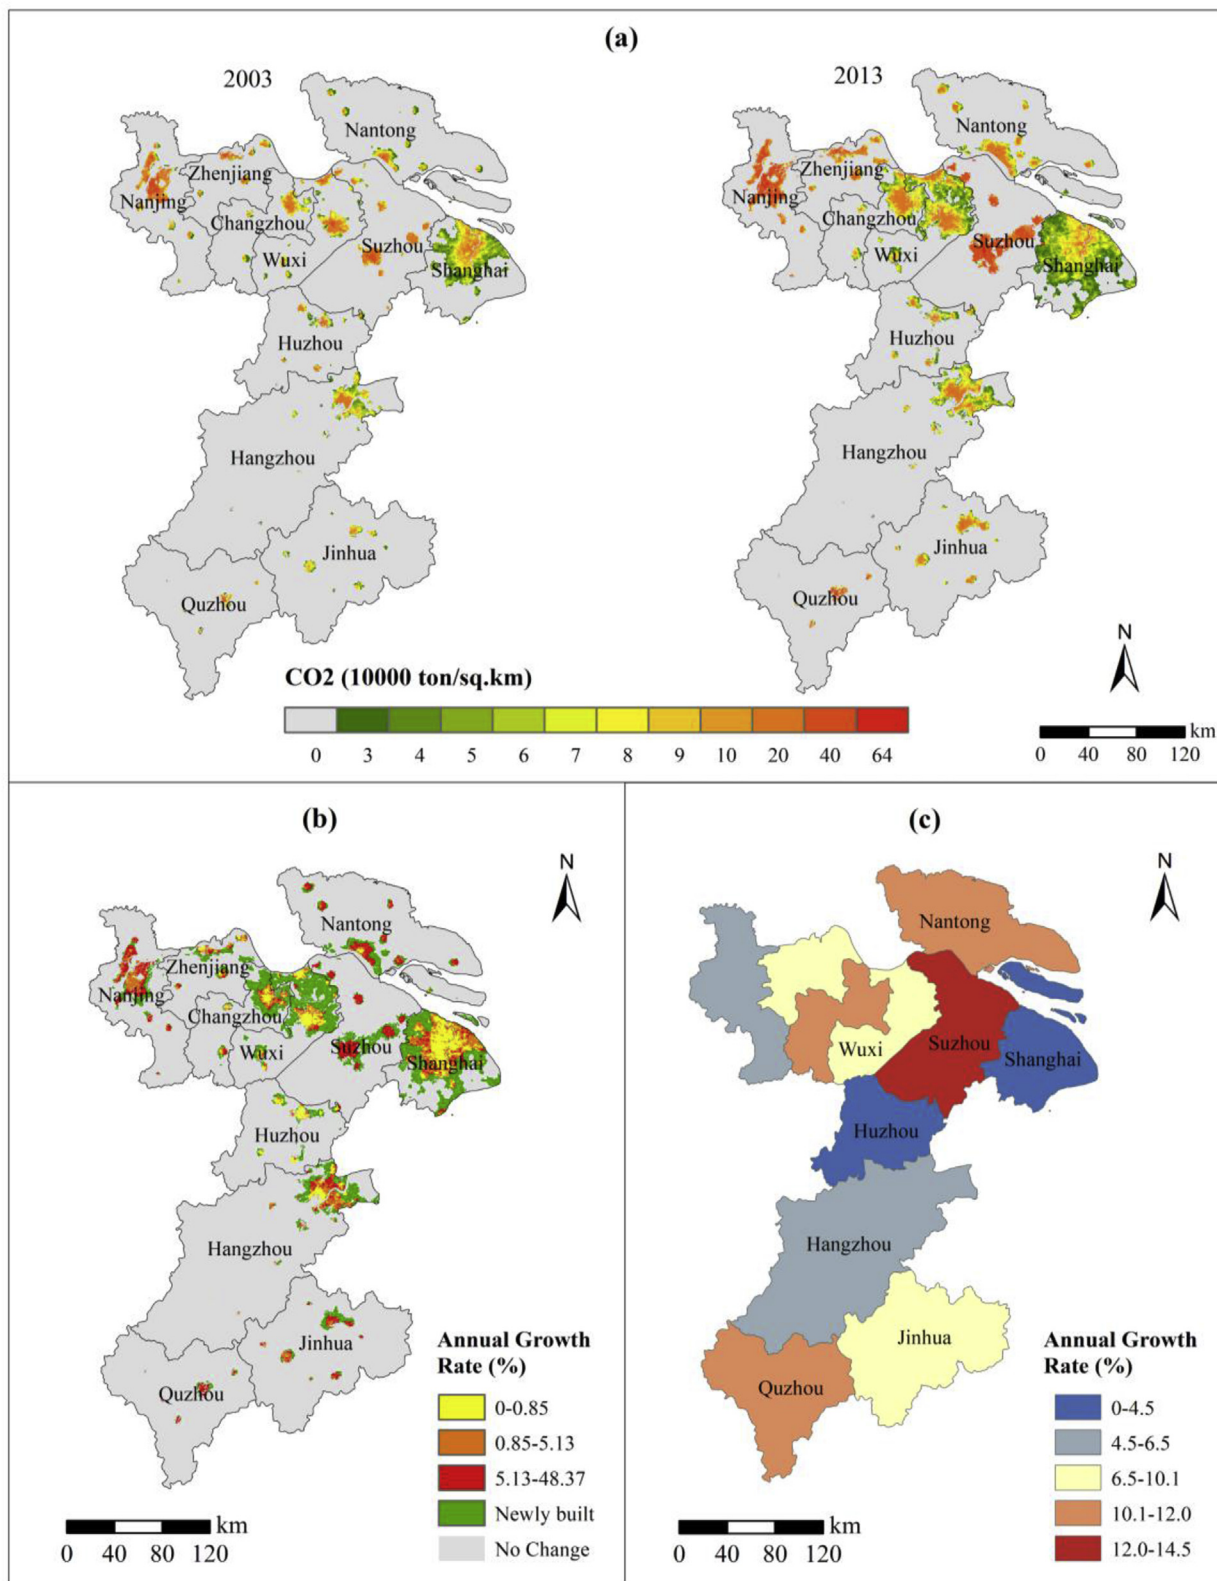 (a)
2003
2013
Nantong
Zhenjiang
Nanjing
Changzhou
Wuxi
Suzhou
Shanghai
Huzhou
Hangzhou
Jinhua
Quzhou
Nantong
Zhenjiang
Nanjing
Changzhou
Wuxi
Suzhou
Shanghai
Huzhou
Hangzhou
Jinhua
Quzhou
N
CO2 (10000 ton/sq.km)
0 3 4 5 6 7 8 9 10 20 40 64
km
0 40 80 120
(b)
N
Nantong
Zhenjiang
Nanjing
Changzhou
Wuxi
Suzhou
Shanghai
Huzhou
Hangzhou
Jinhua
Quzhou
Annual Growth
Rate (%)
0-0.85
0.85-5.13
5.13-48.37
Newly built
No Change
km
0 40 80 120
(c)
N
Nantong
Wuxi
Suzhou
Shanghai
Huzhou
Hangzhou
Jinhua
Quzhou
Annual Growth
Rate (%)
0-4.5
4.5-6.5
6.5-10.1
10.1-12.0
12.0-14.5
km
0 40 80 120